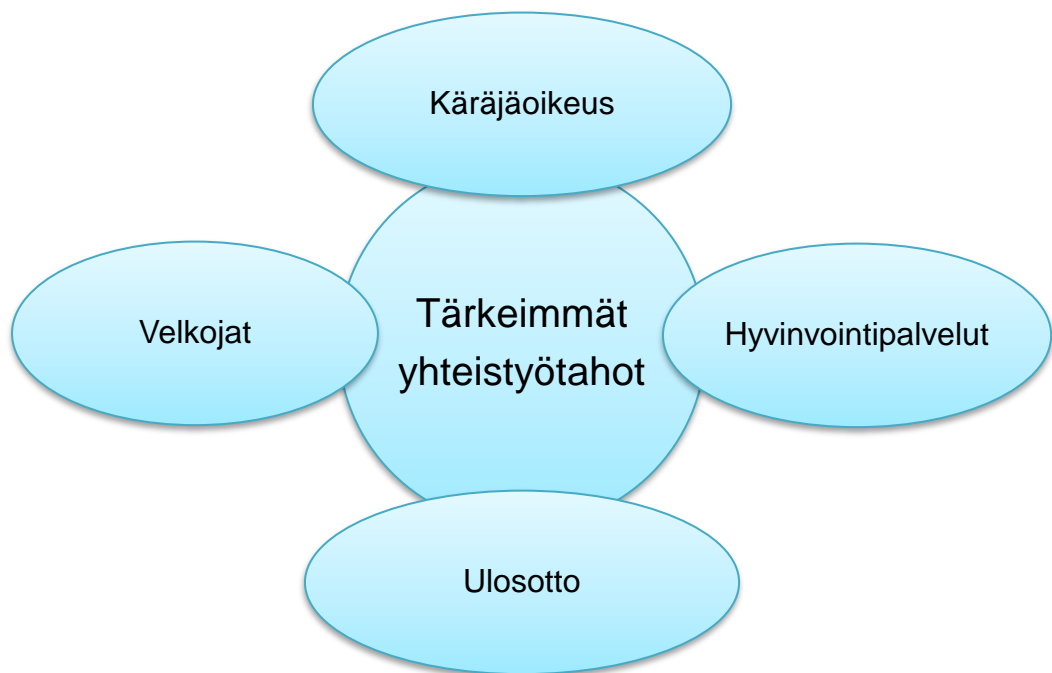 Käräjäoikeus
Velkojat
Tärkeimmät
yhteistyötahot
Hyvinvointipalvelut
Ulosotto